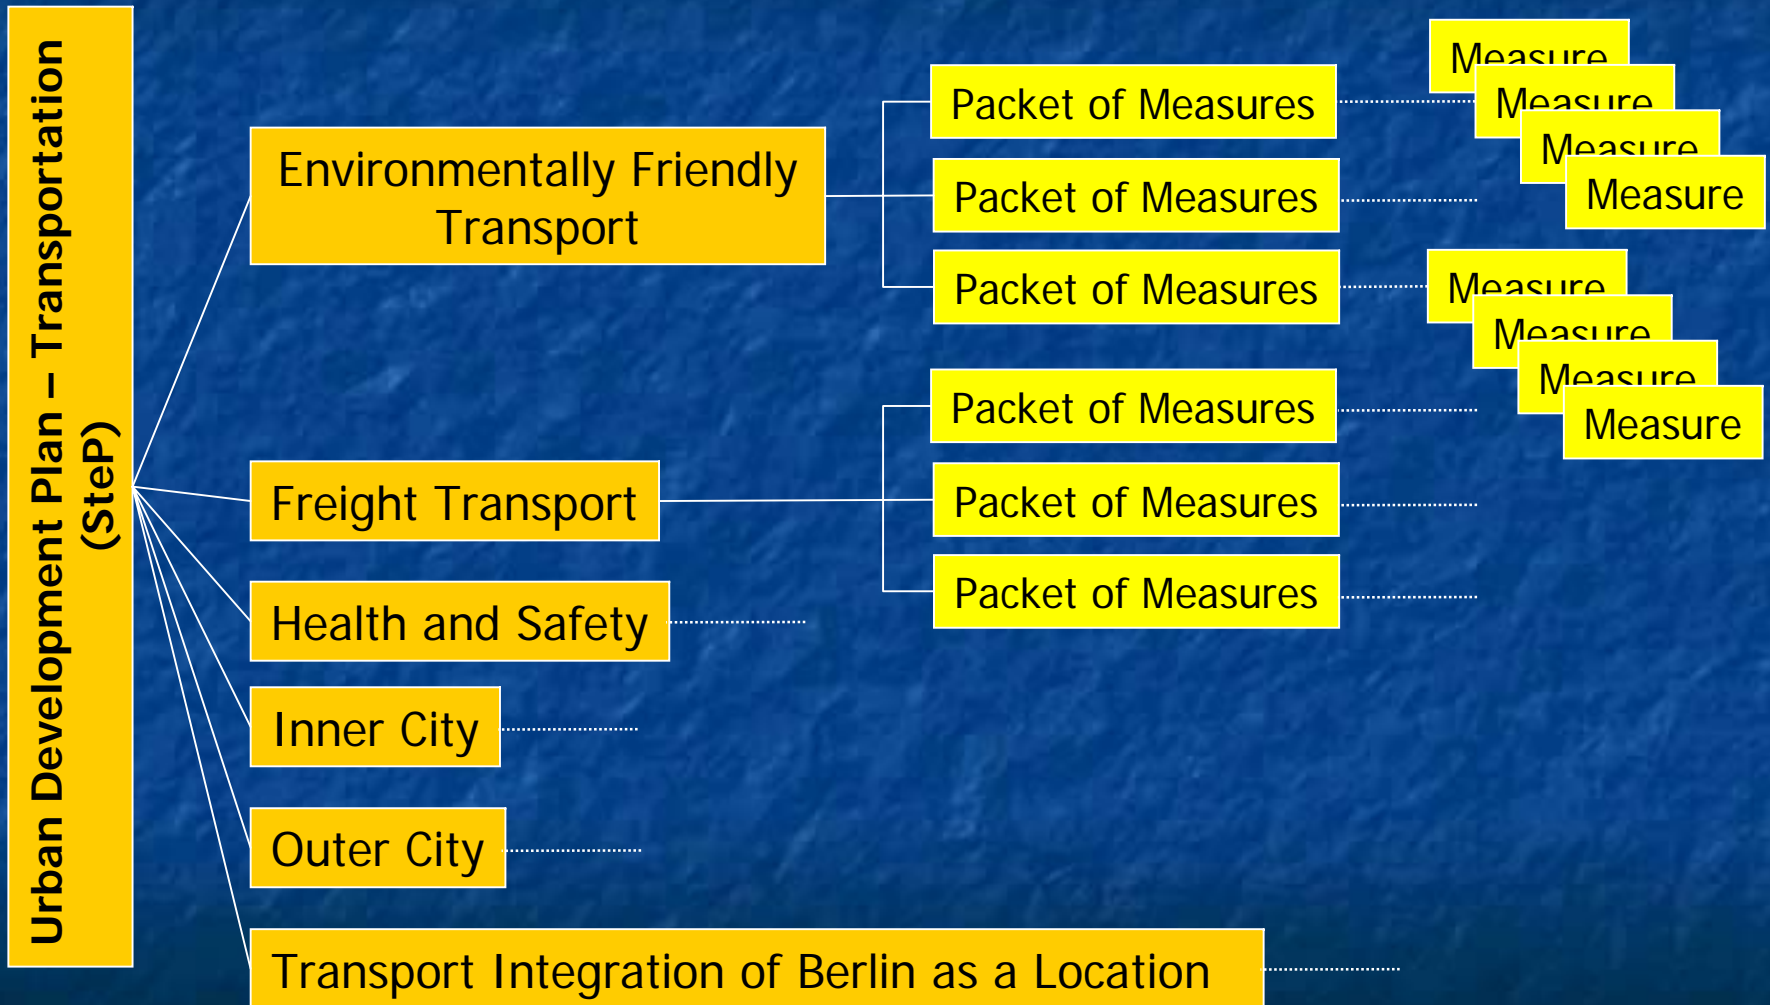 Urban Development Plan – Transportation
(SteP)
Environmentally Friendly
Transport
Freight Transport
Health and Safety
Inner City
Outer City
Transport Integration of Berlin as a Location
Packet of Measures
Packet of Measures
Packet of Measures
Packet of Measures
Packet of Measures
Packet of Measures
Measure
Measure
Measure
Measure
Measure
Measure
Measure
Measure